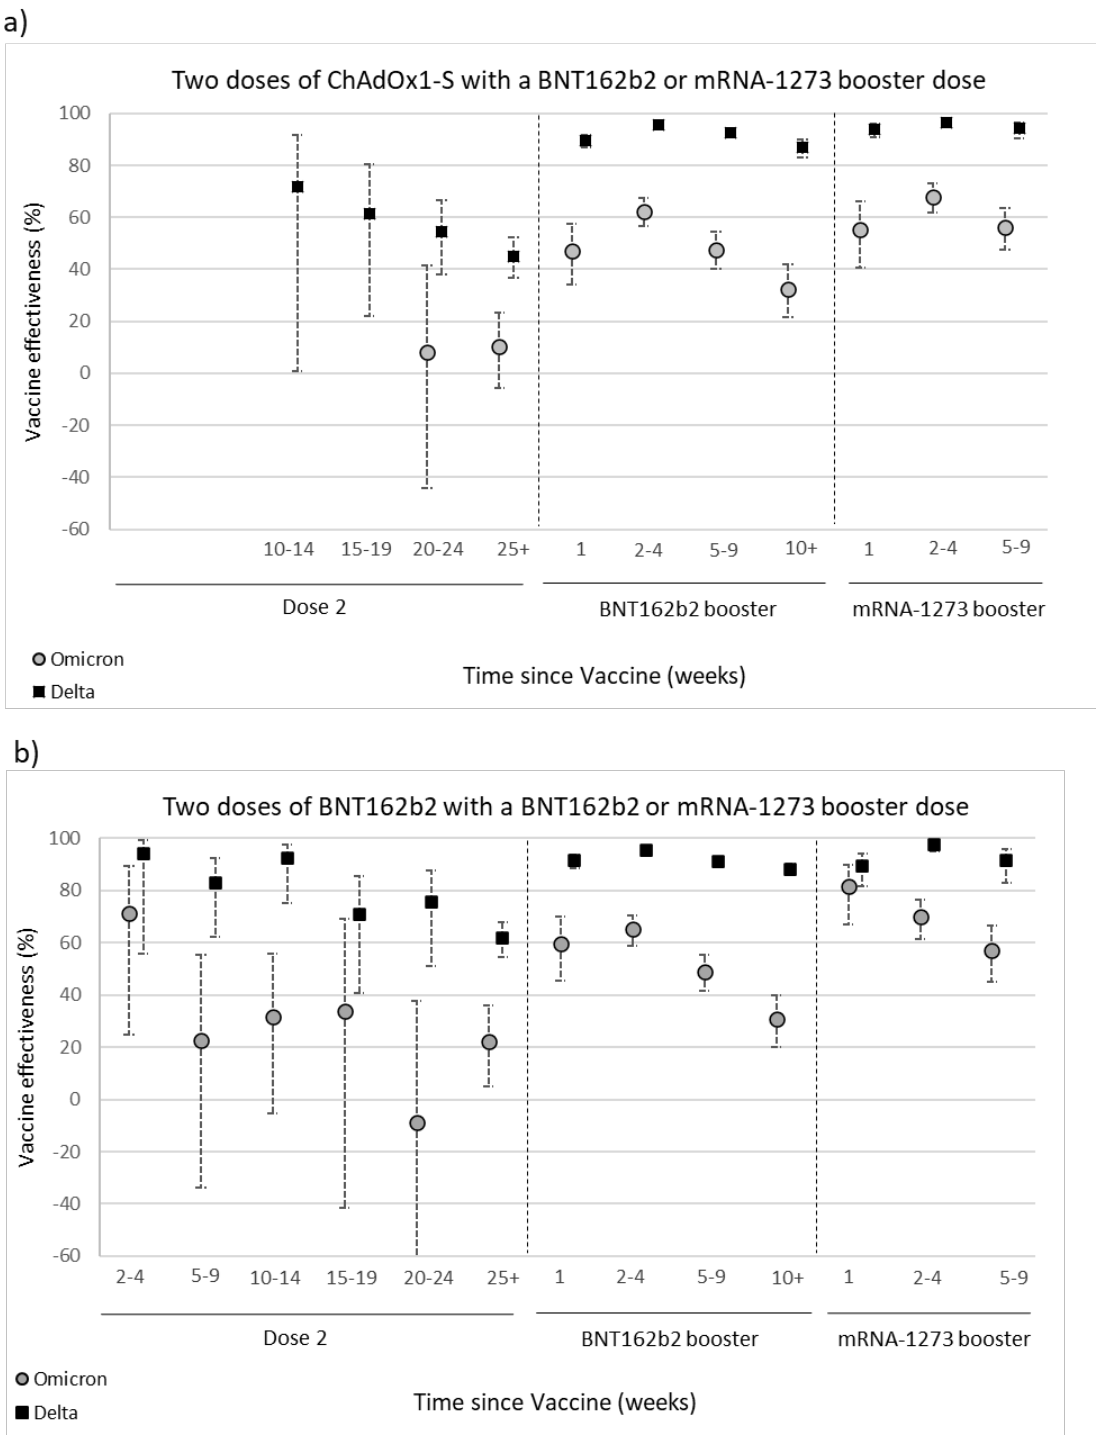 a)
Two doses of ChAdOx1-S with a BNT162b2 or mRNA-1273 booster dose
Vaccine effectiveness (%)
100
80
60
40
20
0
-20
-40
-60
10-14 15-19 20-24 25+ 1 2-4 5-9 10+ 1 2-4 5-9
Dose 2 BNT162b2 booster mRNA-1273 booster
Omicron
Delta
Time since Vaccine (weeks)
b)
Two doses of BNT162b2 with a BNT162b2 or mRNA-1273 booster dose
Vaccine effectiveness (%)
100
80
60
40
20
0
-20
-40
-60
2-4 5-9 10-14 15-19 20-24 25+ 1 2-4 5-9 10+ 1 2-4 5-9
Dose 2 BNT162b2 booster mRNA-1273 booster
Omicron
Delta
Time since Vaccine (weeks)